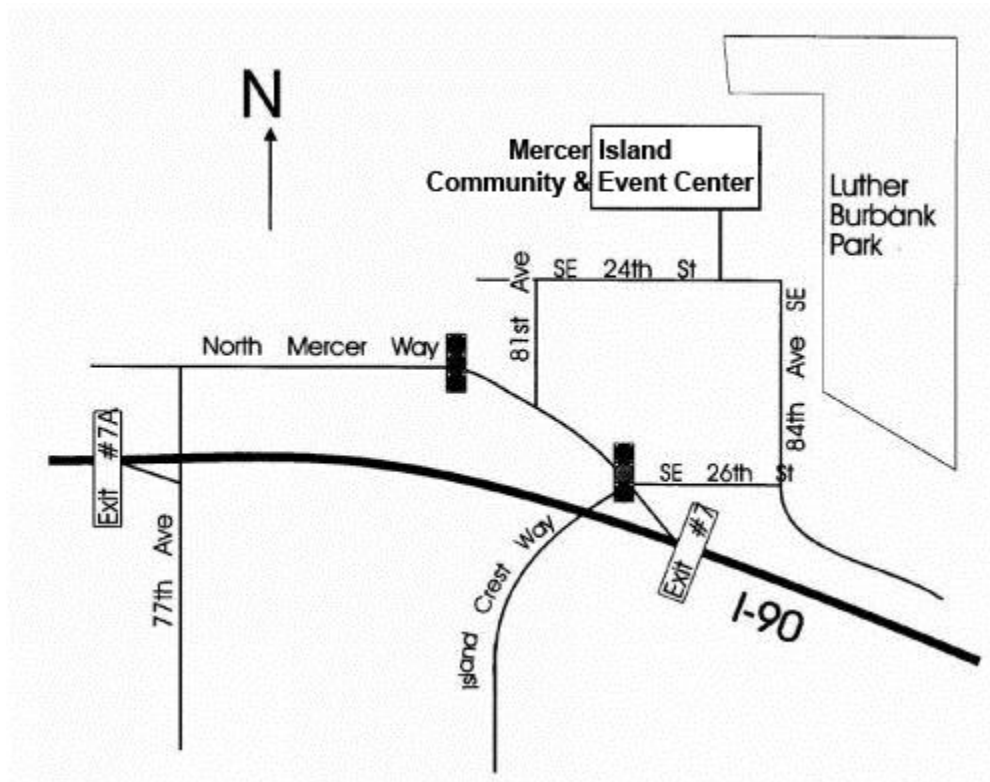 N
Mercer Island
Community & Event Center
Luther
Burbank
Park
SE 24th St
81st Ave
84th Ave SE
North Mercer Way
Exit #7A
77th Ave
SE 26th St
Exit #7
Island Crest Way
I-90